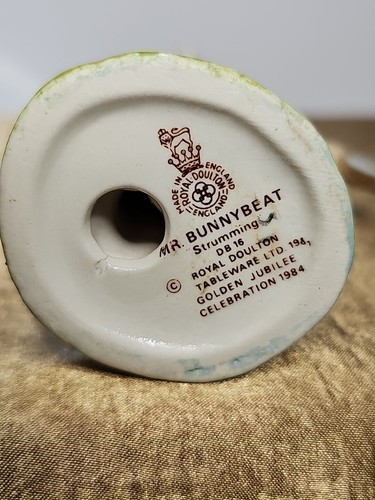 MADE IN ENGLAND
ROYAL DOULTON
ENGLAND
MR. BUNNYBEAT
Strumming
DB 16
© ROYAL DOULTON
TABLEWARE LTD 1981
GOLDEN JUBILEE
CELEBRATION 1984